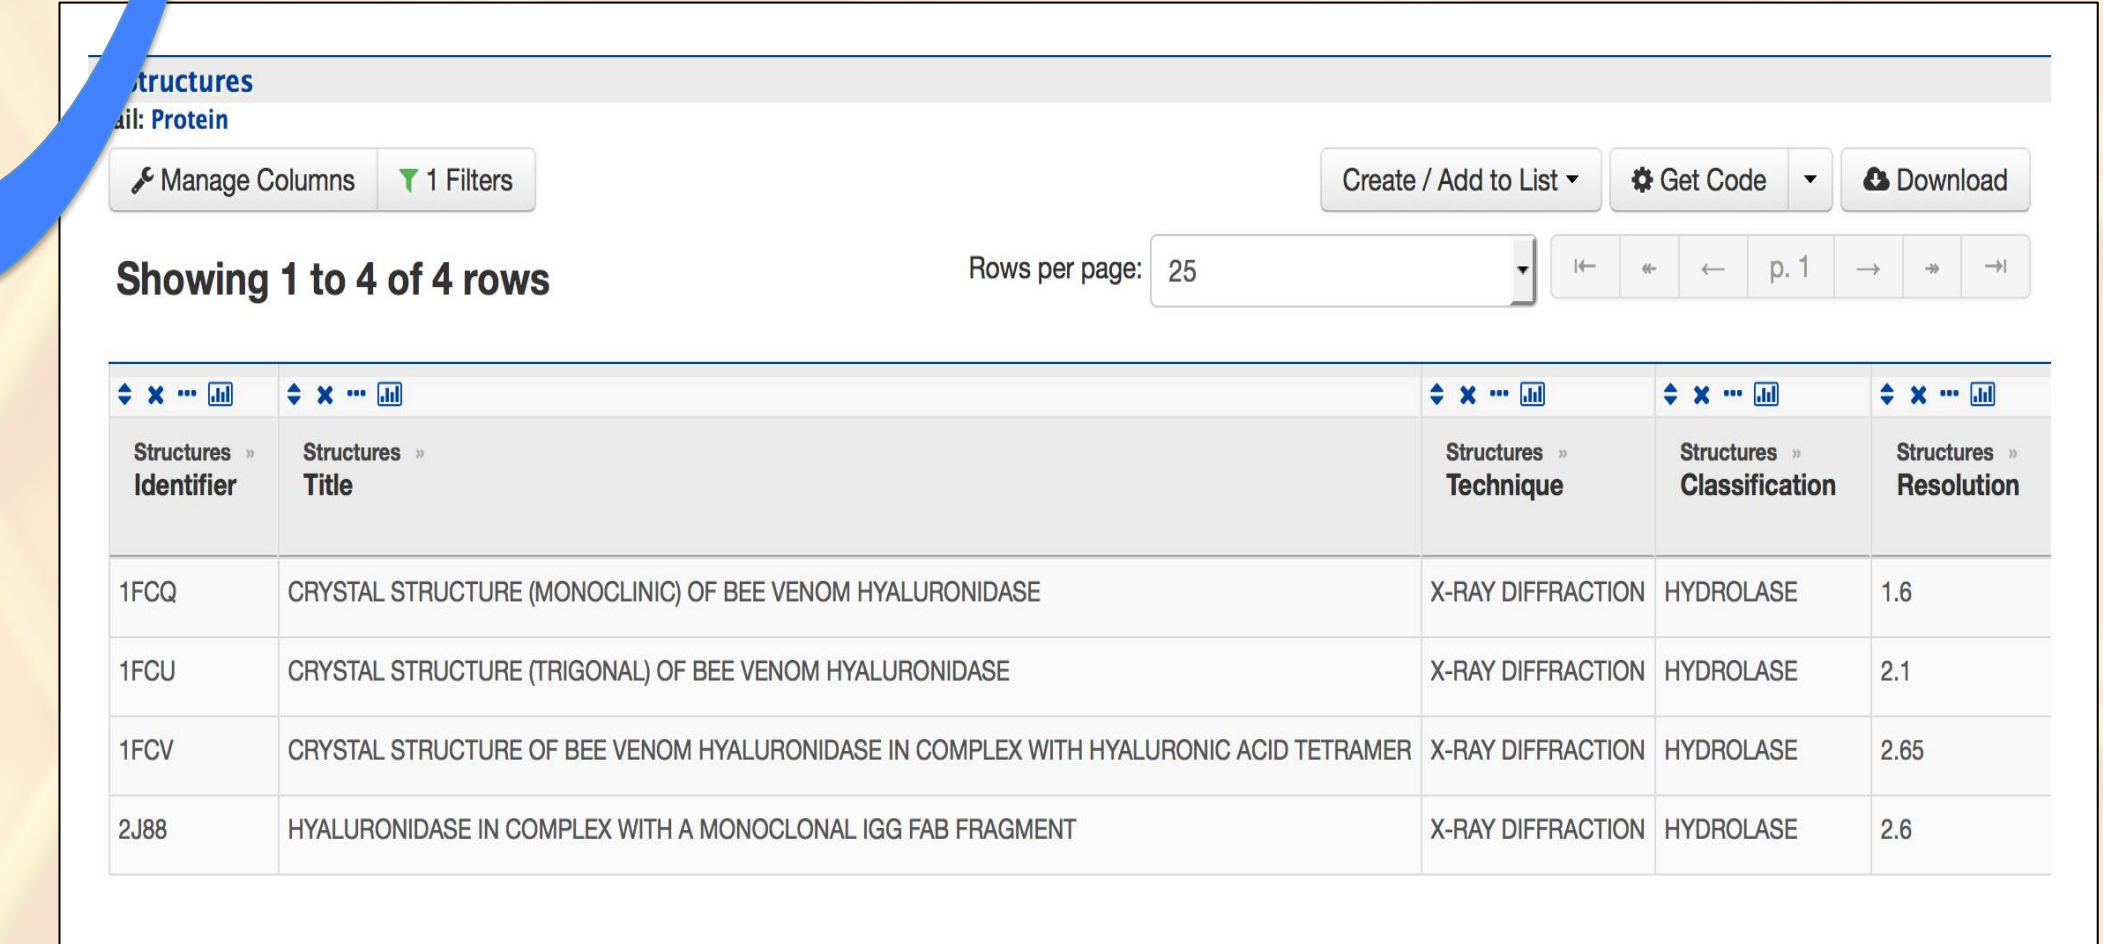 tructures
ail: Protein
Manage Columns 1 Filters Create / Add to List Get Code Download
Showing 1 to 4 of 4 rows Rows per page: 25 p. 1
Structures » Structures » Structures » Structures » Structures »
Identifier Title Technique Classification Resolution
1FCQ CRYSTAL STRUCTURE (MONOCLINIC) OF BEE VENOM HYALURONIDASE X-RAY DIFFRACTION HYDROLASE 1.6
1FCU CRYSTAL STRUCTURE (TRIGONAL) OF BEE VENOM HYALURONIDASE X-RAY DIFFRACTION HYDROLASE 2.1
1FCV CRYSTAL STRUCTURE OF BEE VENOM HYALURONIDASE IN COMPLEX WITH HYALURONIC ACID TETRAMER X-RAY DIFFRACTION HYDROLASE 2.65
2J88 HYALURONIDASE IN COMPLEX WITH A MONOCLONAL IGG FAB FRAGMENT X-RAY DIFFRACTION HYDROLASE 2.6